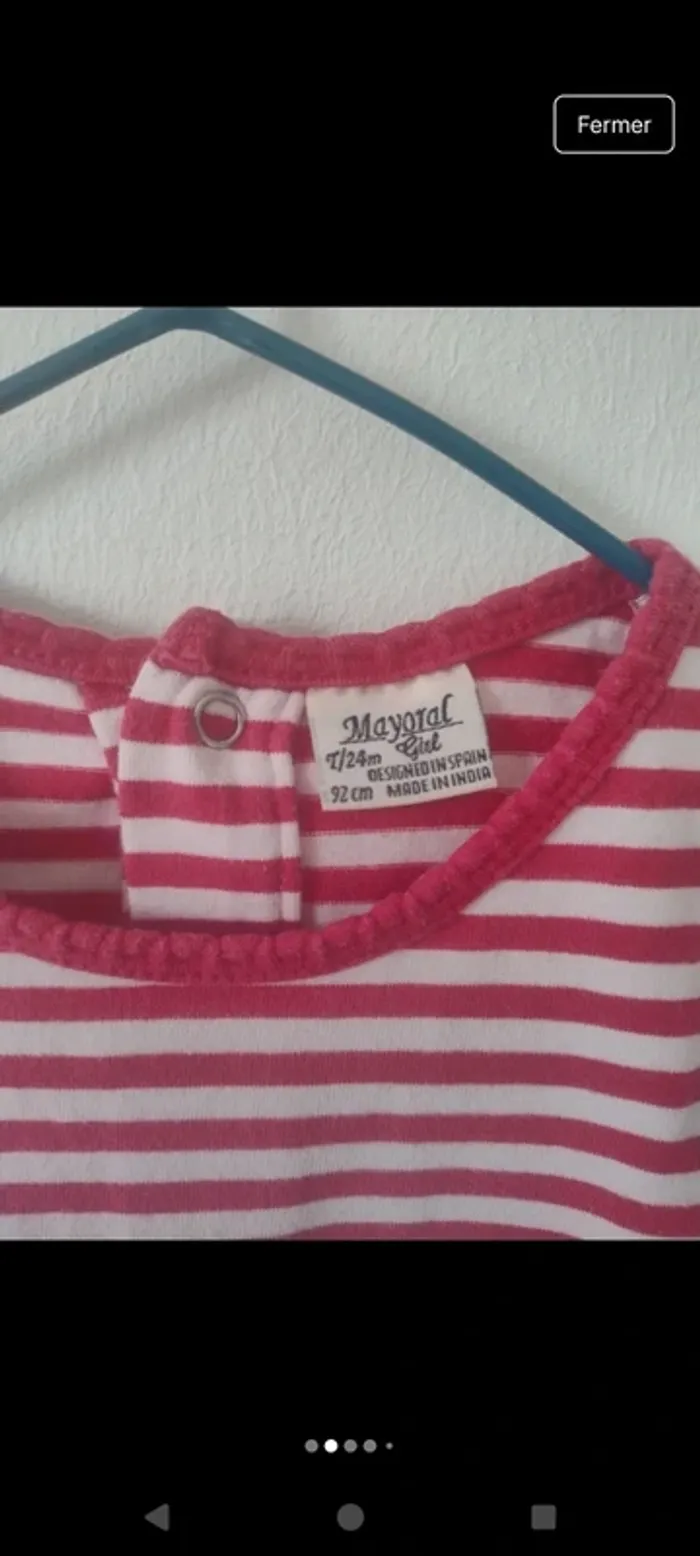 Fermer
Mayoral
Girl
T/24m
DESIGNED IN SPAIN
92 cm MADE IN INDIA